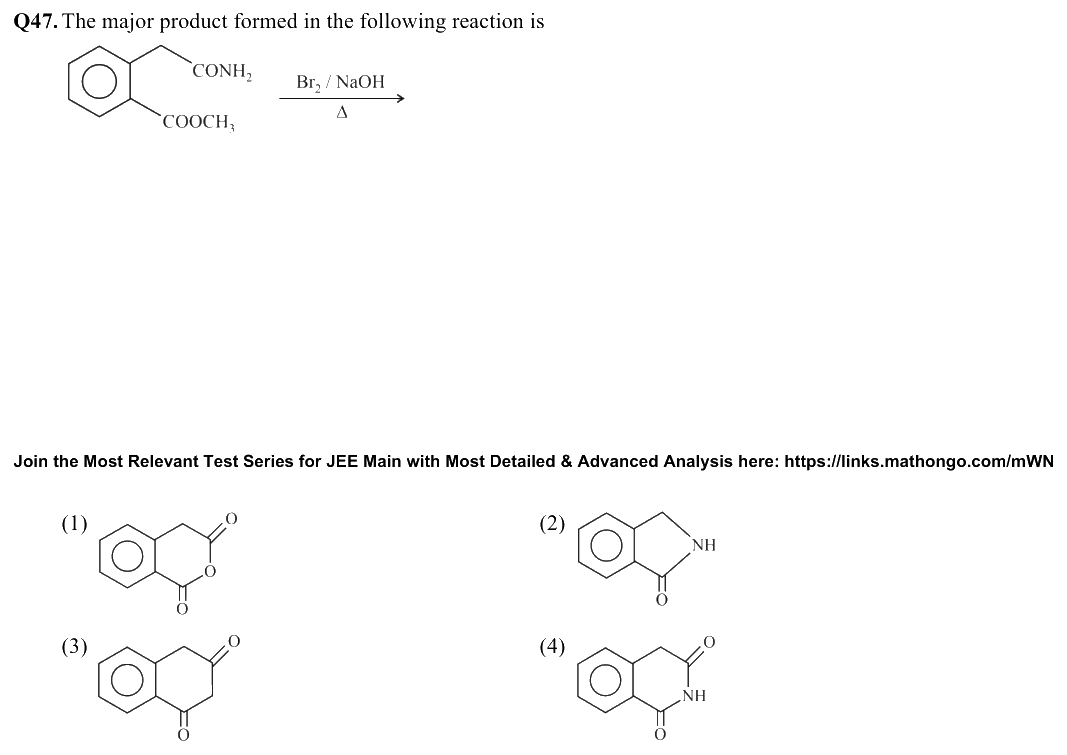 Q47. The major product formed in the following reaction is
CONH₂
Br₂ / NaOH
Δ
COOCH₃
Join the Most Relevant Test Series for JEE Main with Most Detailed & Advanced Analysis here: https://links.mathongo.com/mWN
(1)
O
O
O
(2)
NH
O
(3)
O
O
(4)
O
NH
O